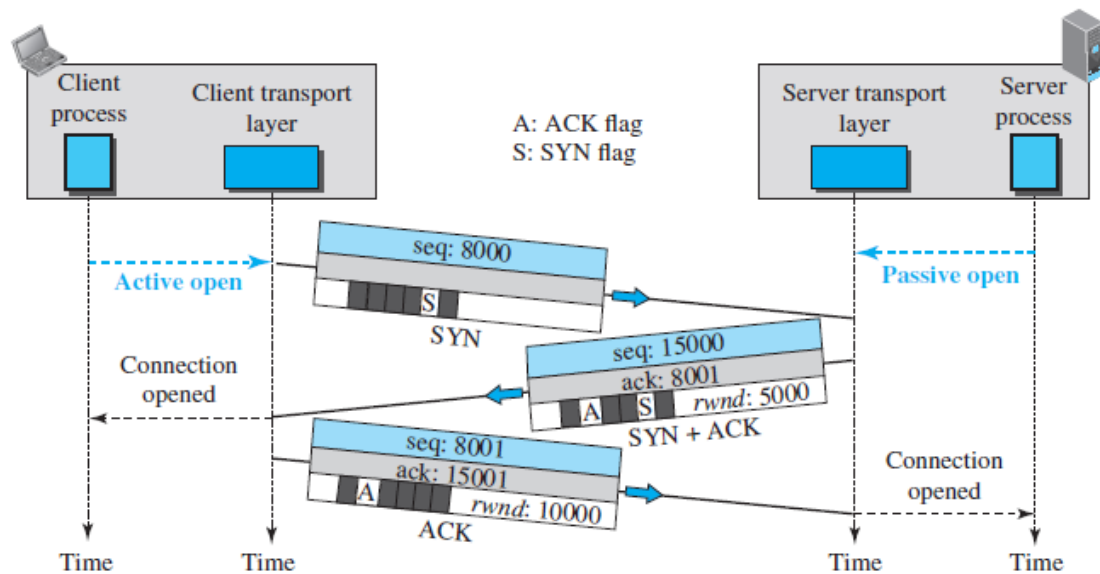 Client
process
Client transport
layer
A: ACK flag
S: SYN flag
Server transport
layer
Server
process
seq: 8000
S
SYN
Active open
Passive open
seq: 15000
ack: 8001
A S rwnd: 5000
SYN + ACK
Connection
opened
seq: 8001
ack: 15001
A rwnd: 10000
ACK
Connection
opened
Time
Time
Time
Time